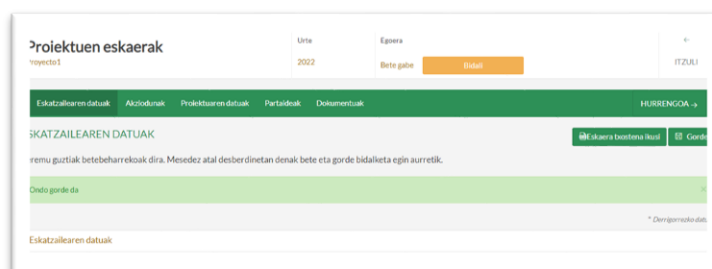 Proiektuen eskaerak
Proyecto1
Urte
2022
Egoera
Bete gabe
Bidali
←
ITZULI
Eskatzailearen datuak Akziodunak Proiektuaren datuak Partaideak Dokumentuak HURRENGOA →
SKATZAILEAREN DATUAK
Eskaera txostena ikusi Gorde
eremu guztiak betebeharrekoak dira. Mesedez atal desberdinetan denak bete eta gorde bidalketa egin aurretik.
Ondo gorde da ×
* Derrigorrezko datu
Eskatzailearen datuak